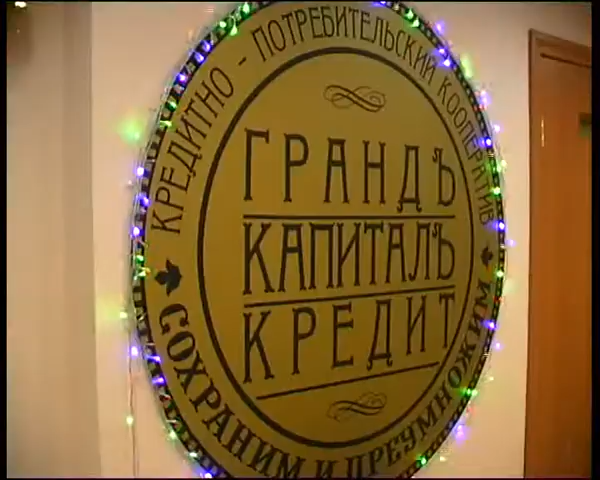 КРЕДИТНО - ПОТРЕБИТЕЛЬСКИЙ КООПЕРАТИВ
ГРАНДЪ
КАПИТАЛЪ
КРЕДИТ
СОХРАНИМ И ПРЕУМНОЖИМ